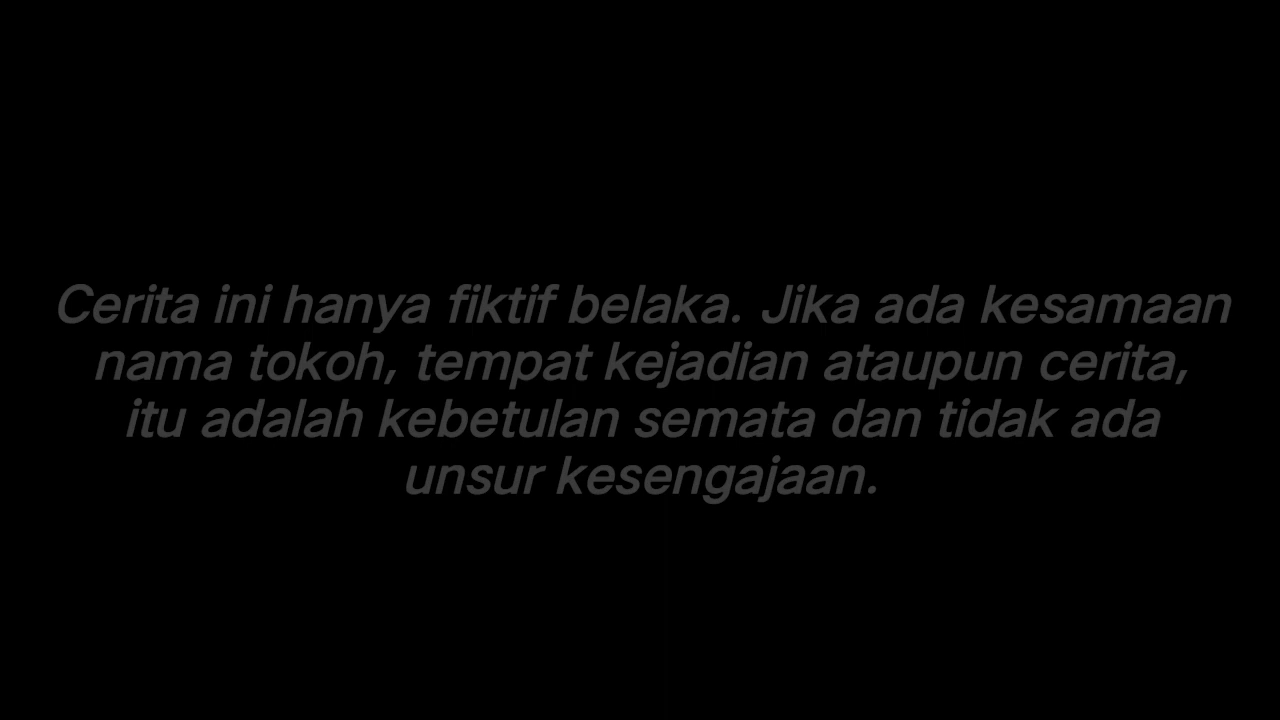 Cerita ini hanya fiktif belaka. Jika ada kesamaan
nama tokoh, tempat kejadian ataupun cerita,
itu adalah kebetulan semata dan tidak ada
unsur kesengajaan.